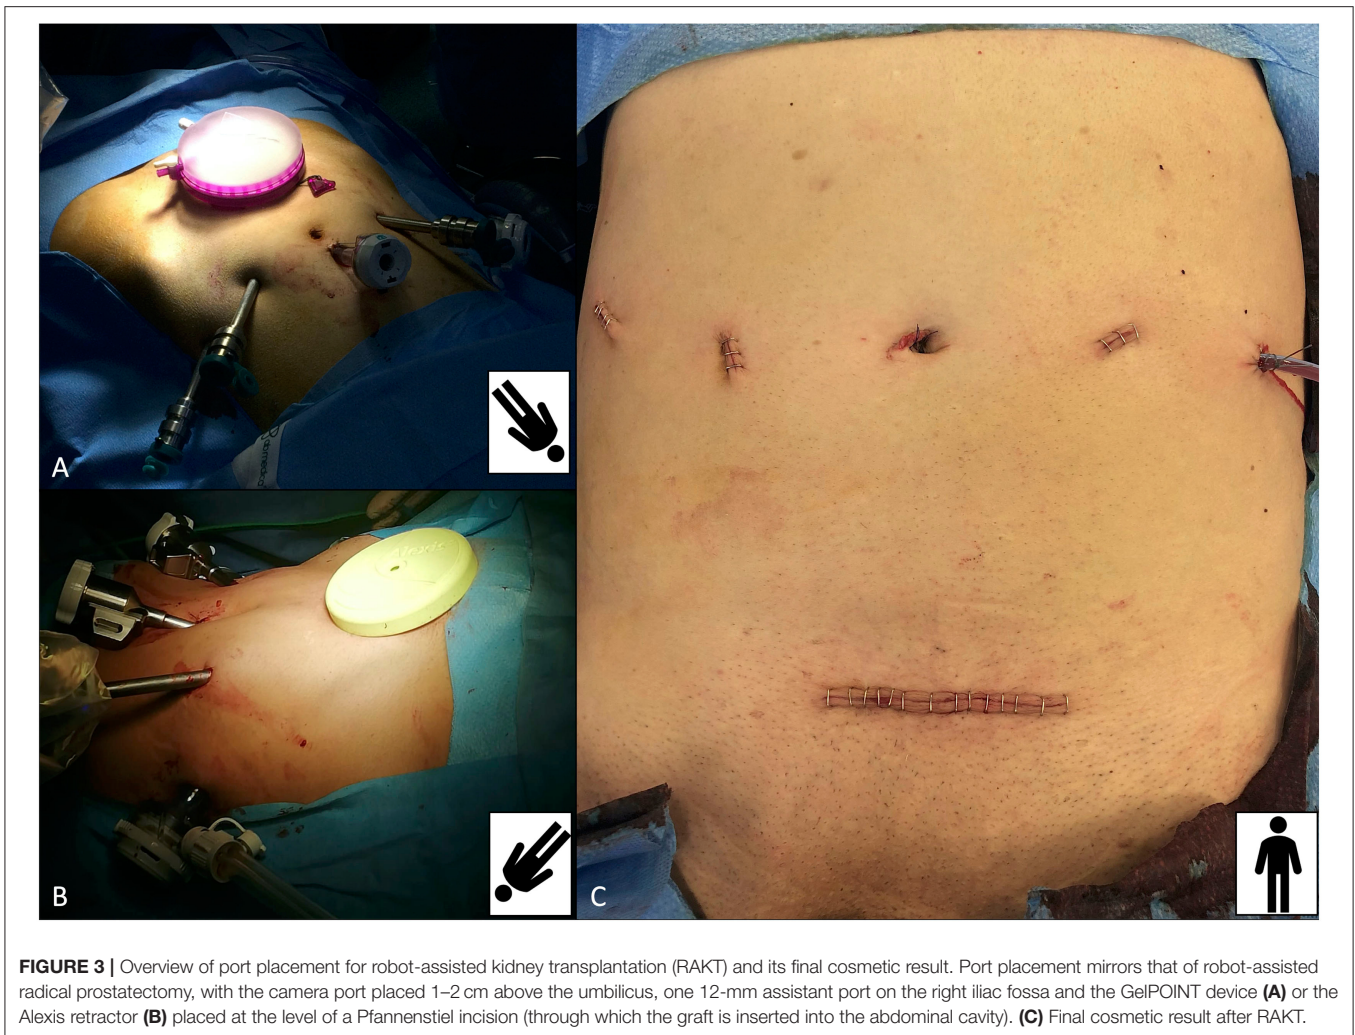 A
B
C
FIGURE 3 | Overview of port placement for robot-assisted kidney transplantation (RAKT) and its final cosmetic result. Port placement mirrors that of robot-assisted
radical prostatectomy, with the camera port placed 1–2 cm above the umbilicus, one 12-mm assistant port on the right iliac fossa and the GelPOINT device (A) or the
Alexis retractor (B) placed at the level of a Pfannenstiel incision (through which the graft is inserted into the abdominal cavity). (C) Final cosmetic result after RAKT.